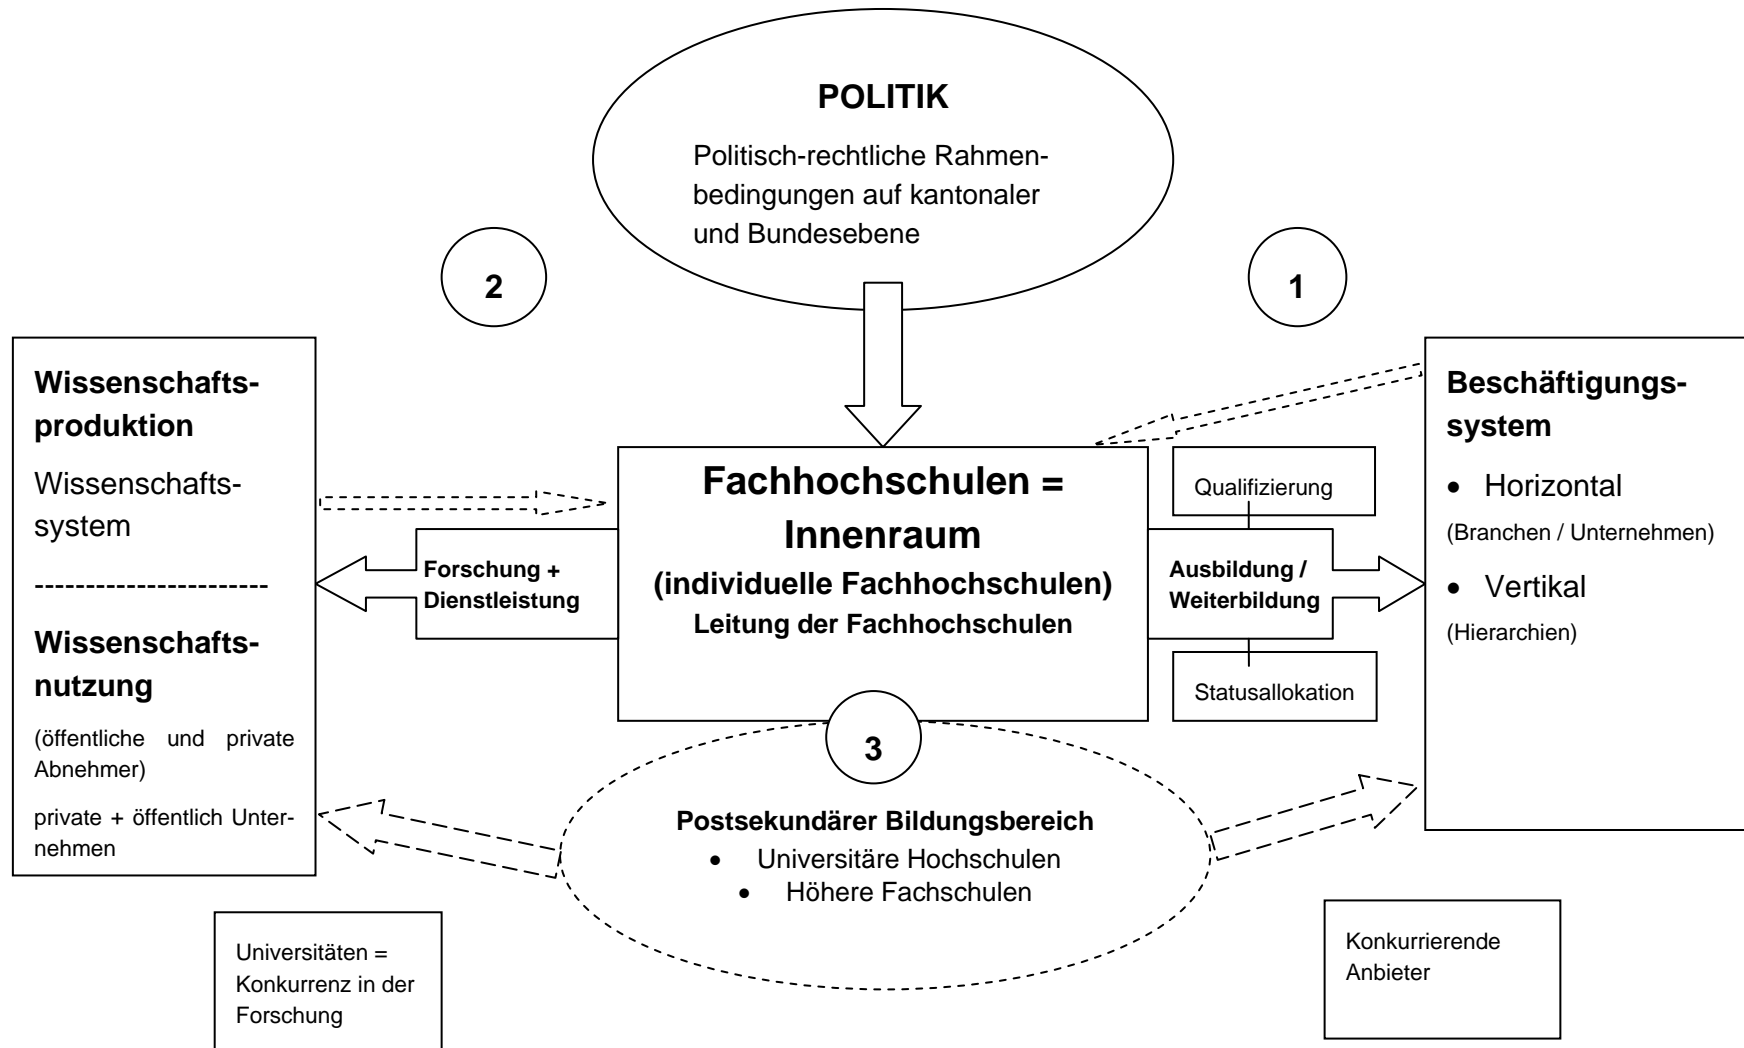 POLITIK
Politisch-rechtliche Rahmen-
bedingungen auf kantonaler
und Bundesebene
2
1
Wissenschafts-
produktion
Wissenschafts-
system
-----------------------
Wissenschafts-
nutzung
(öffentliche und private
Abnehmer)
private + öffentlich Unter-
nehmen
Forschung +
Dienstleistung
Fachhochschulen =
Innenraum
(individuelle Fachhochschulen)
Leitung der Fachhochschulen
Qualifizierung
Ausbildung /
Weiterbildung
Statusallokation
Beschäftigungs-
system
• Horizontal
(Branchen / Unternehmen)
• Vertikal
(Hierarchien)
3
Postsekundärer Bildungsbereich
• Universitäre Hochschulen
• Höhere Fachschulen
Universitäten =
Konkurrenz in der
Forschung
Konkurrierende
Anbieter